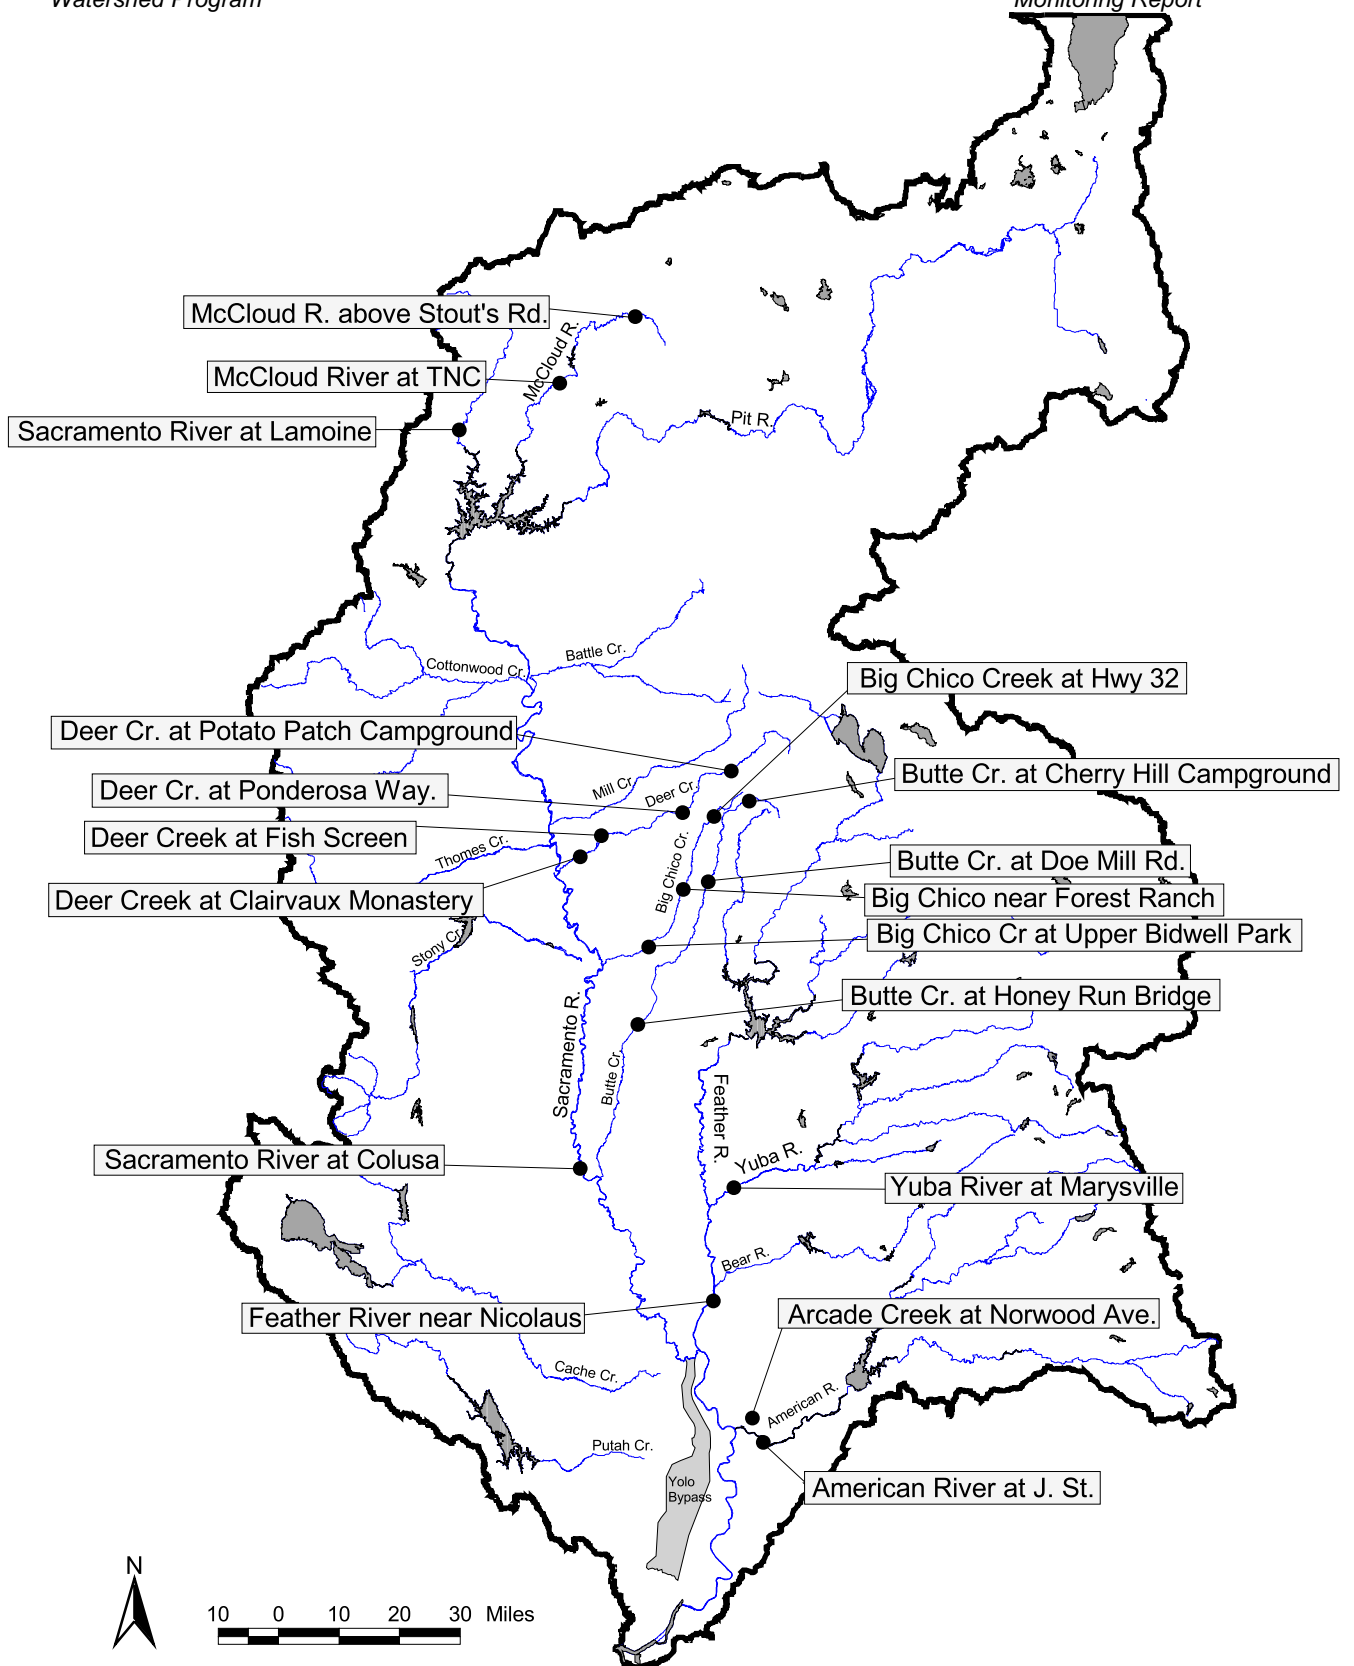 Watershed Program
Monitoring Report
McCloud R. above Stout's Rd.
McCloud R.
McCloud River at TNC
Pit R.
Sacramento River at Lamoine
Battle Cr.
Cottonwood Cr.
Big Chico Creek at Hwy 32
Deer Cr. at Potato Patch Campground
Butte Cr. at Cherry Hill Campground
Mill Cr.
Deer Cr.
Deer Cr. at Ponderosa Way.
Deer Creek at Fish Screen
Thomes Cr.
Big Chico Cr.
Butte Cr. at Doe Mill Rd.
Deer Creek at Clairvaux Monastery
Big Chico near Forest Ranch
Stony Cr.
Big Chico Cr at Upper Bidwell Park
Butte Cr. at Honey Run Bridge
Sacramento R.
Butte Cr.
Feather R.
Sacramento River at Colusa
Yuba R.
Yuba River at Marysville
Bear R.
Feather River near Nicolaus
Arcade Creek at Norwood Ave.
Cache Cr.
American R.
Putah Cr.
Yolo
Bypass
American River at J. St.
N
10 0 10 20 30 Miles